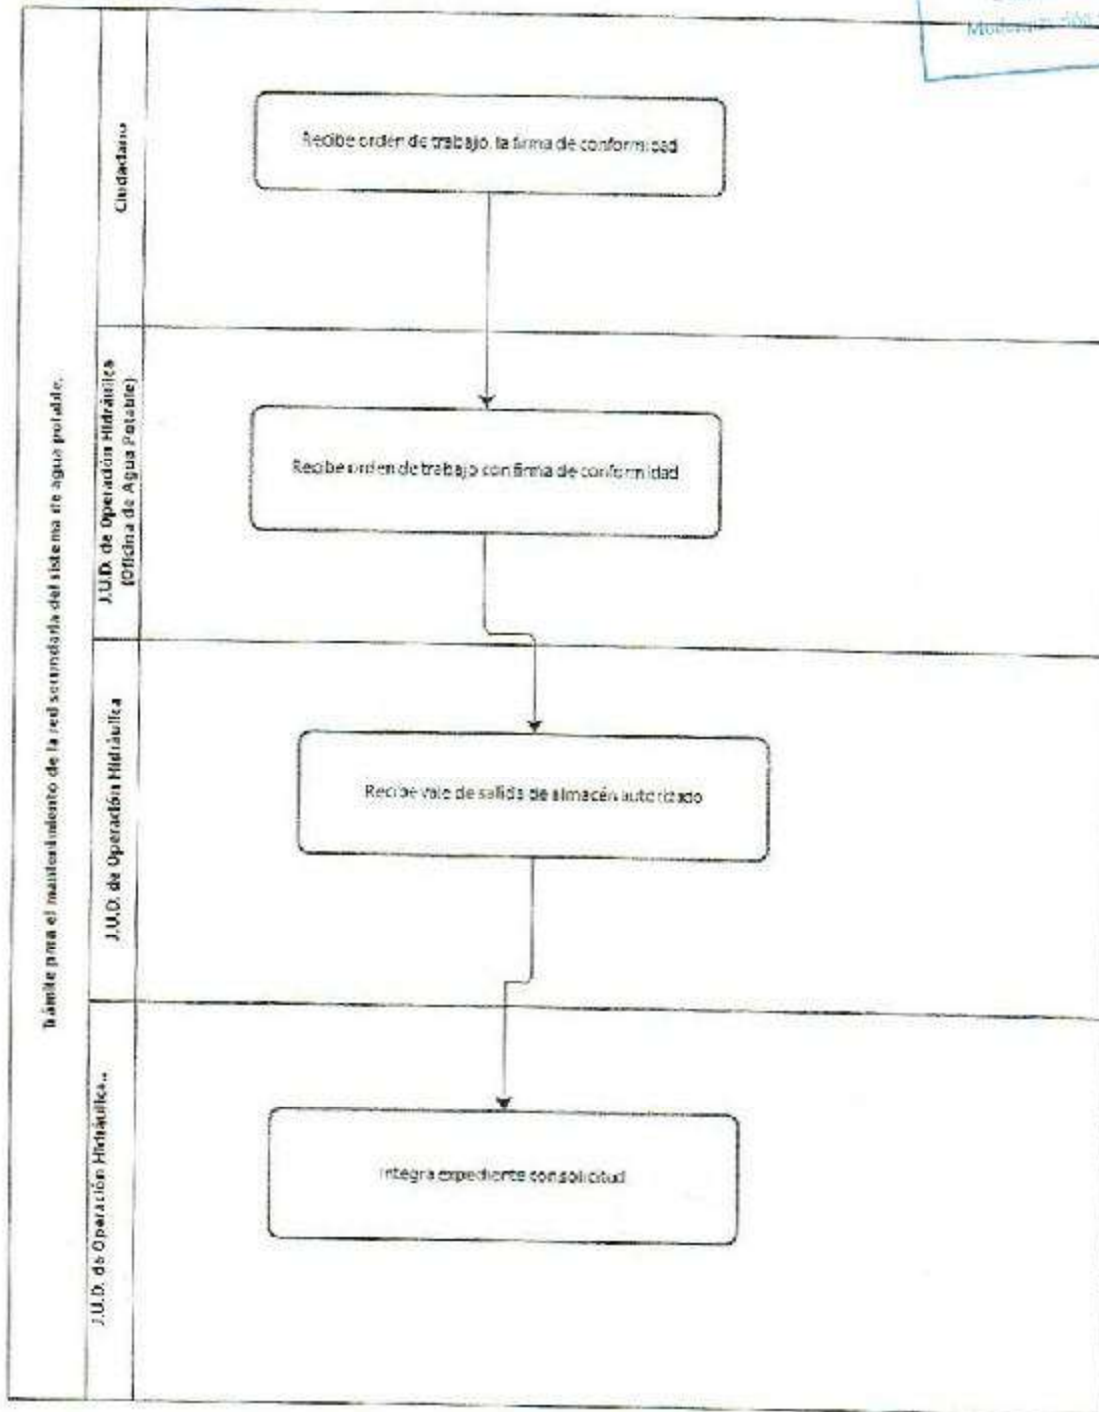 Modernización
Trámite para el mantenimiento de la red secundaria del sistema de agua potable.
Ciudadano
Recibe orden de trabajo, la firma de conformidad
J.U.D. de Operación Hidráulica
(Oficina de Agua Potable)
Recibe orden de trabajo con firma de conformidad
J.U.D. de Operación Hidráulica
Recibe vale de salida de almacén autorizado
J.U.D. de Operación Hidráulica..
Integra expediente con solicitud